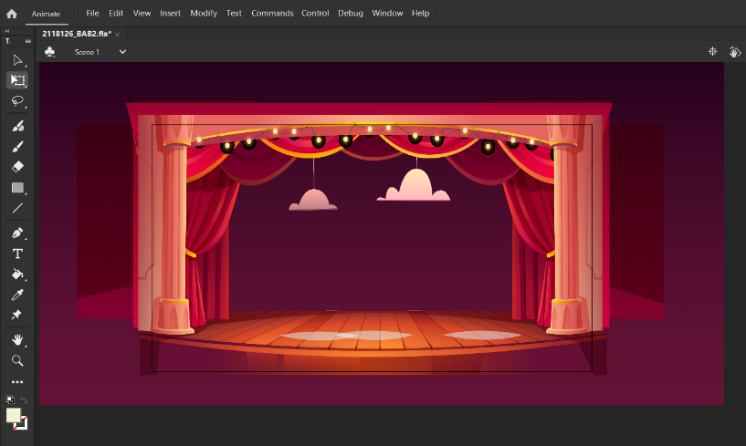 Animate File Edit View Insert Modify Text Commands Control Debug Window Help
2118126_BAB2.fla*
Scene 1
T.
T